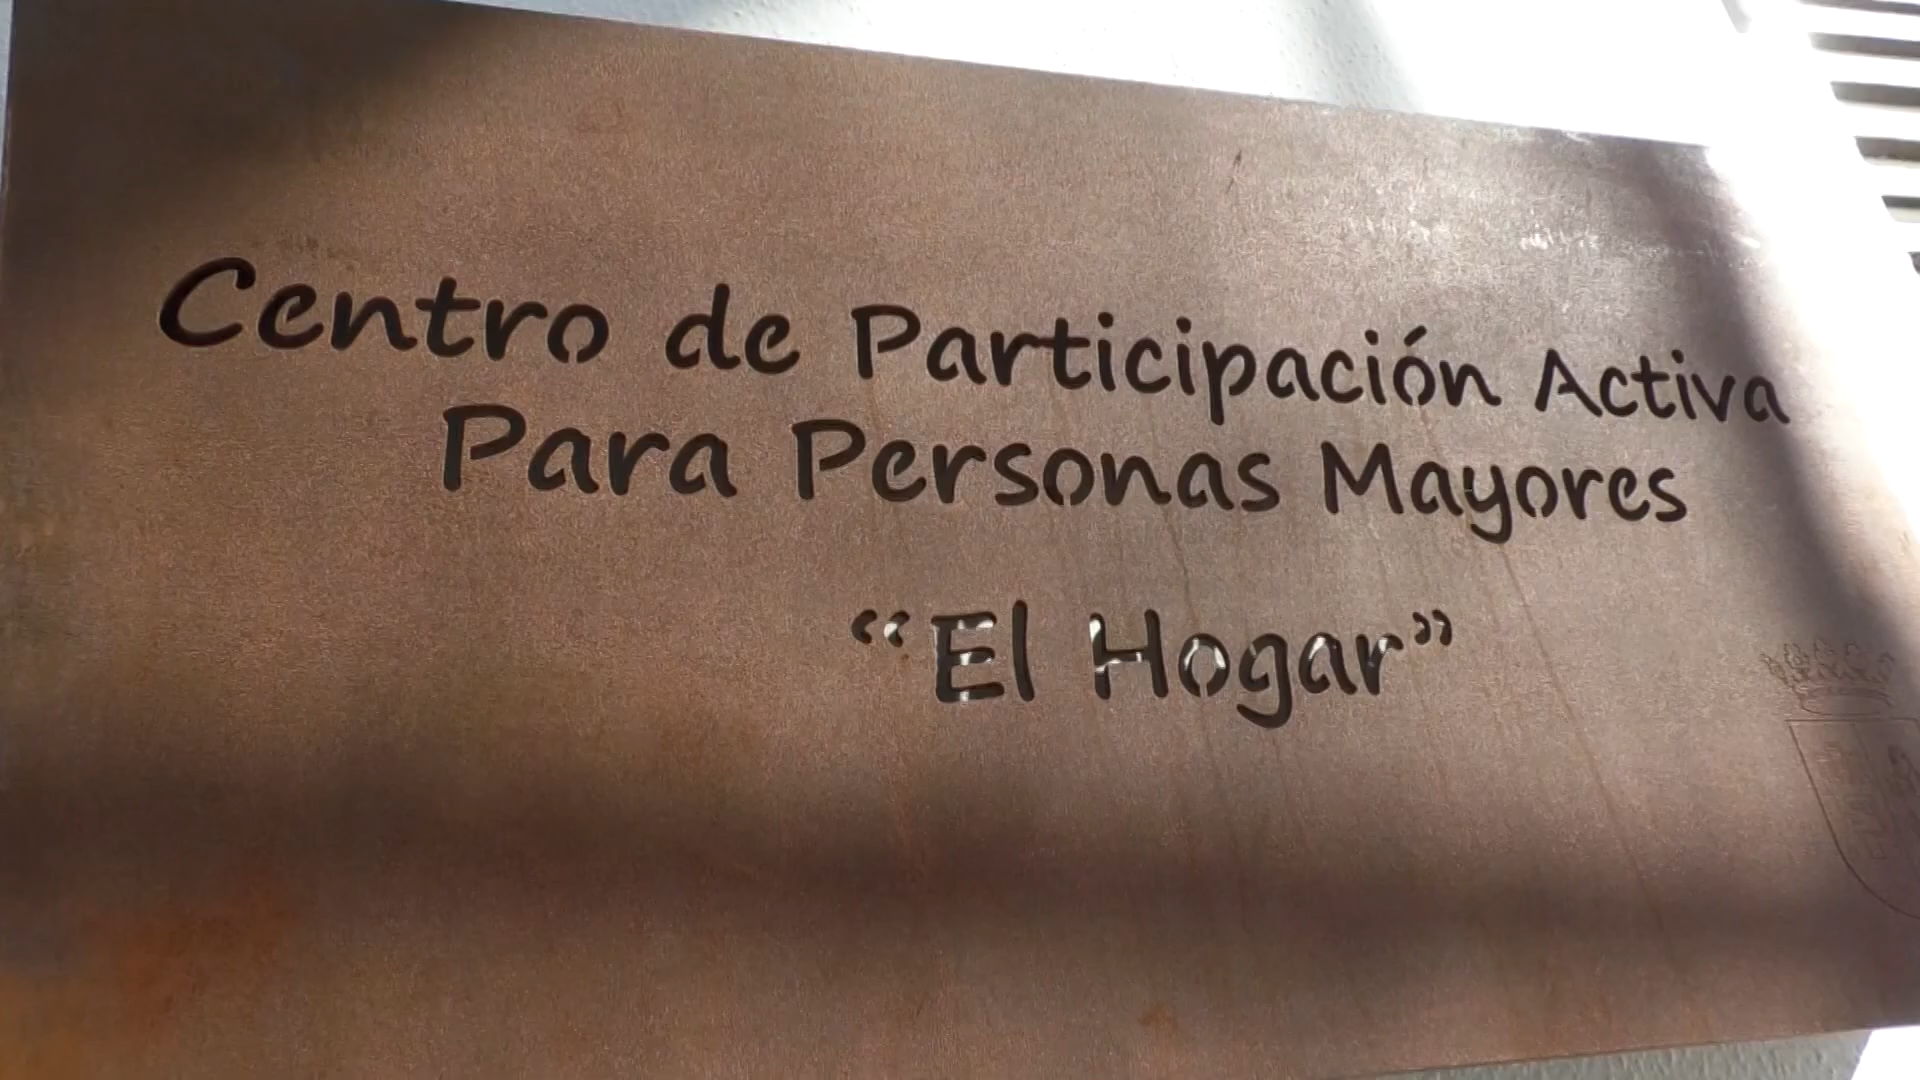 Centro de Participación Activa
Para Personas Mayores
“El Hogar”